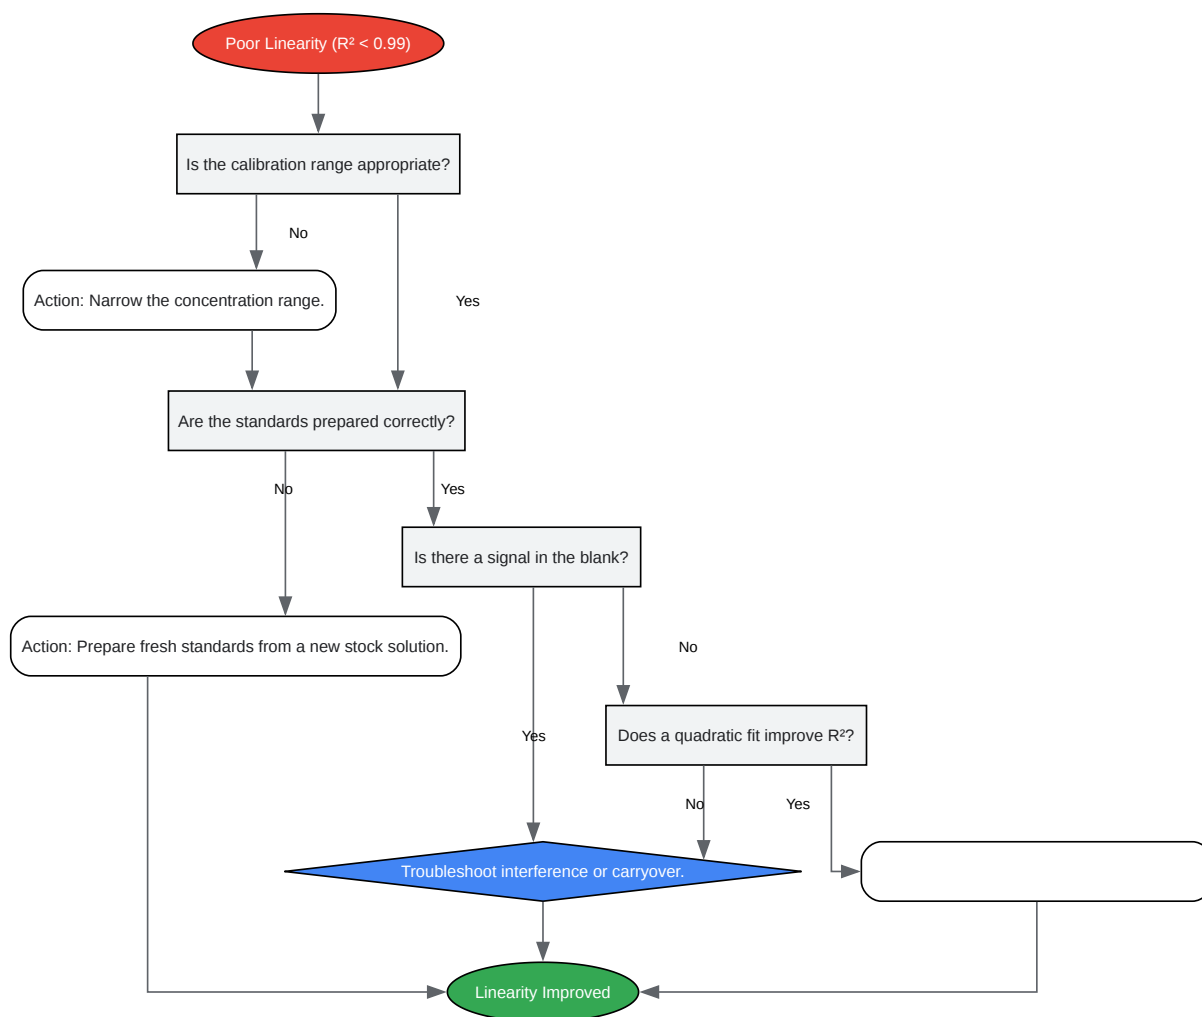 Poor Linearity (R² < 0.99)
Is the calibration range appropriate?
No
Action: Narrow the concentration range.
Yes
Are the standards prepared correctly?
No
Yes
Is there a signal in the blank?
Action: Prepare fresh standards from a new stock solution.
No
Yes
Does a quadratic fit improve R²?
No
Yes
Troubleshoot interference or carryover.
Linearity Improved